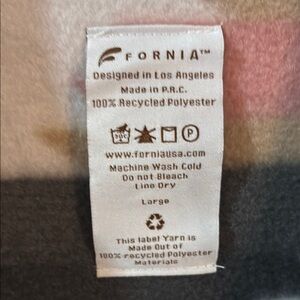 FORNIA™
Designed in Los Angeles
Made in P.R.C.
100% Recycled Polyester
P
www.forniausa.com
Machine Wash Cold
Do not Bleach
Line Dry
Large
This label Yarn is
Made Out of
100% recycled Polyester
Materials